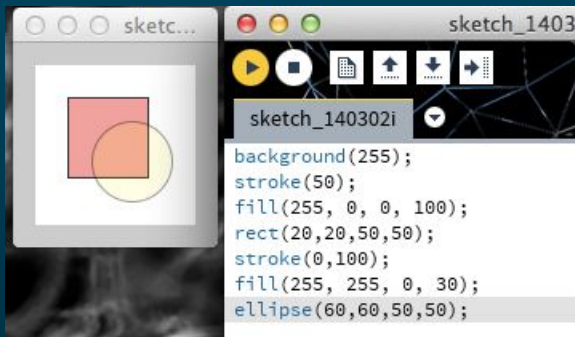 sketc...
sketch_1403
sketch_140302i
background(255);
stroke(50);
fill(255, 0, 0, 100);
rect(20,20,50,50);
stroke(0,100);
fill(255, 255, 0, 30);
ellipse(60,60,50,50);